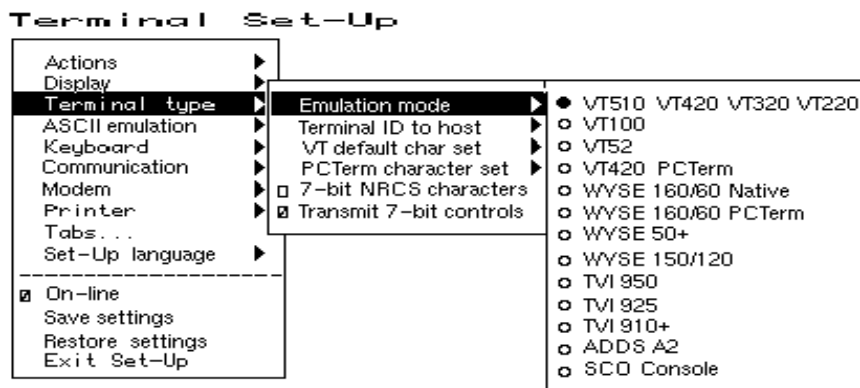 Terminal Set-Up
Actions
Display
Terminal type
ASCII emulation
Keyboard
Communication
Modem
Printer
Tabs...
Set-Up language
On-line
Save settings
Restore settings
Exit Set-Up
Emulation mode
Terminal ID to host
VT default char set
PCTerm character set
7-bit NRCS characters
Transmit 7-bit controls
VT510 VT420 VT320 VT220
VT100
VT52
VT420 PCTerm
WYSE 160/60 Native
WYSE 160/60 PCTerm
WYSE 50+
WYSE 150/120
TVI 950
TVI 925
TVI 910+
ADDS A2
SCO Console